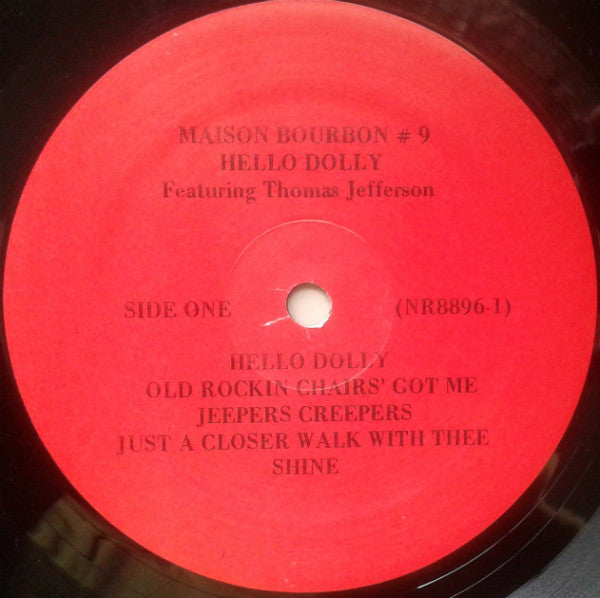 MAISON BOURBON # 9
HELLO DOLLY
Featuring Thomas Jefferson
SIDE ONE (NR8896-1)
HELLO DOLLY
OLD ROCKIN CHAIRS' GOT ME
JEEPERS CREEPERS
JUST A CLOSER WALK WITH THEE
SHINE